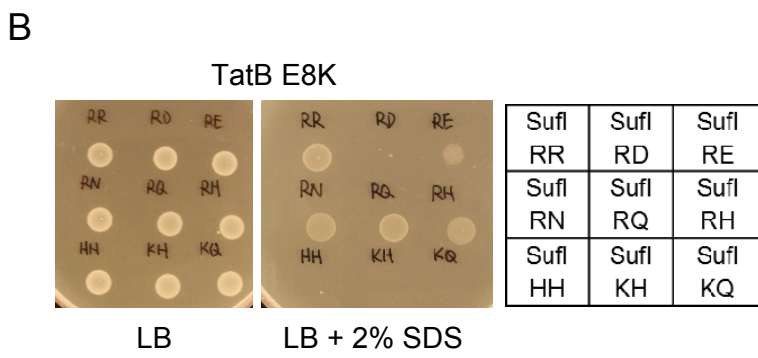 B
TatB E8K
RR RD RE
RN RQ RH
HH KH KQ
RR RD RE
RN RQ RH
HH KH KQ
SufI SufI SufI
RR RD RE
SufI SufI SufI
RN RQ RH
SufI SufI SufI
HH KH KQ
LB
LB + 2% SDS